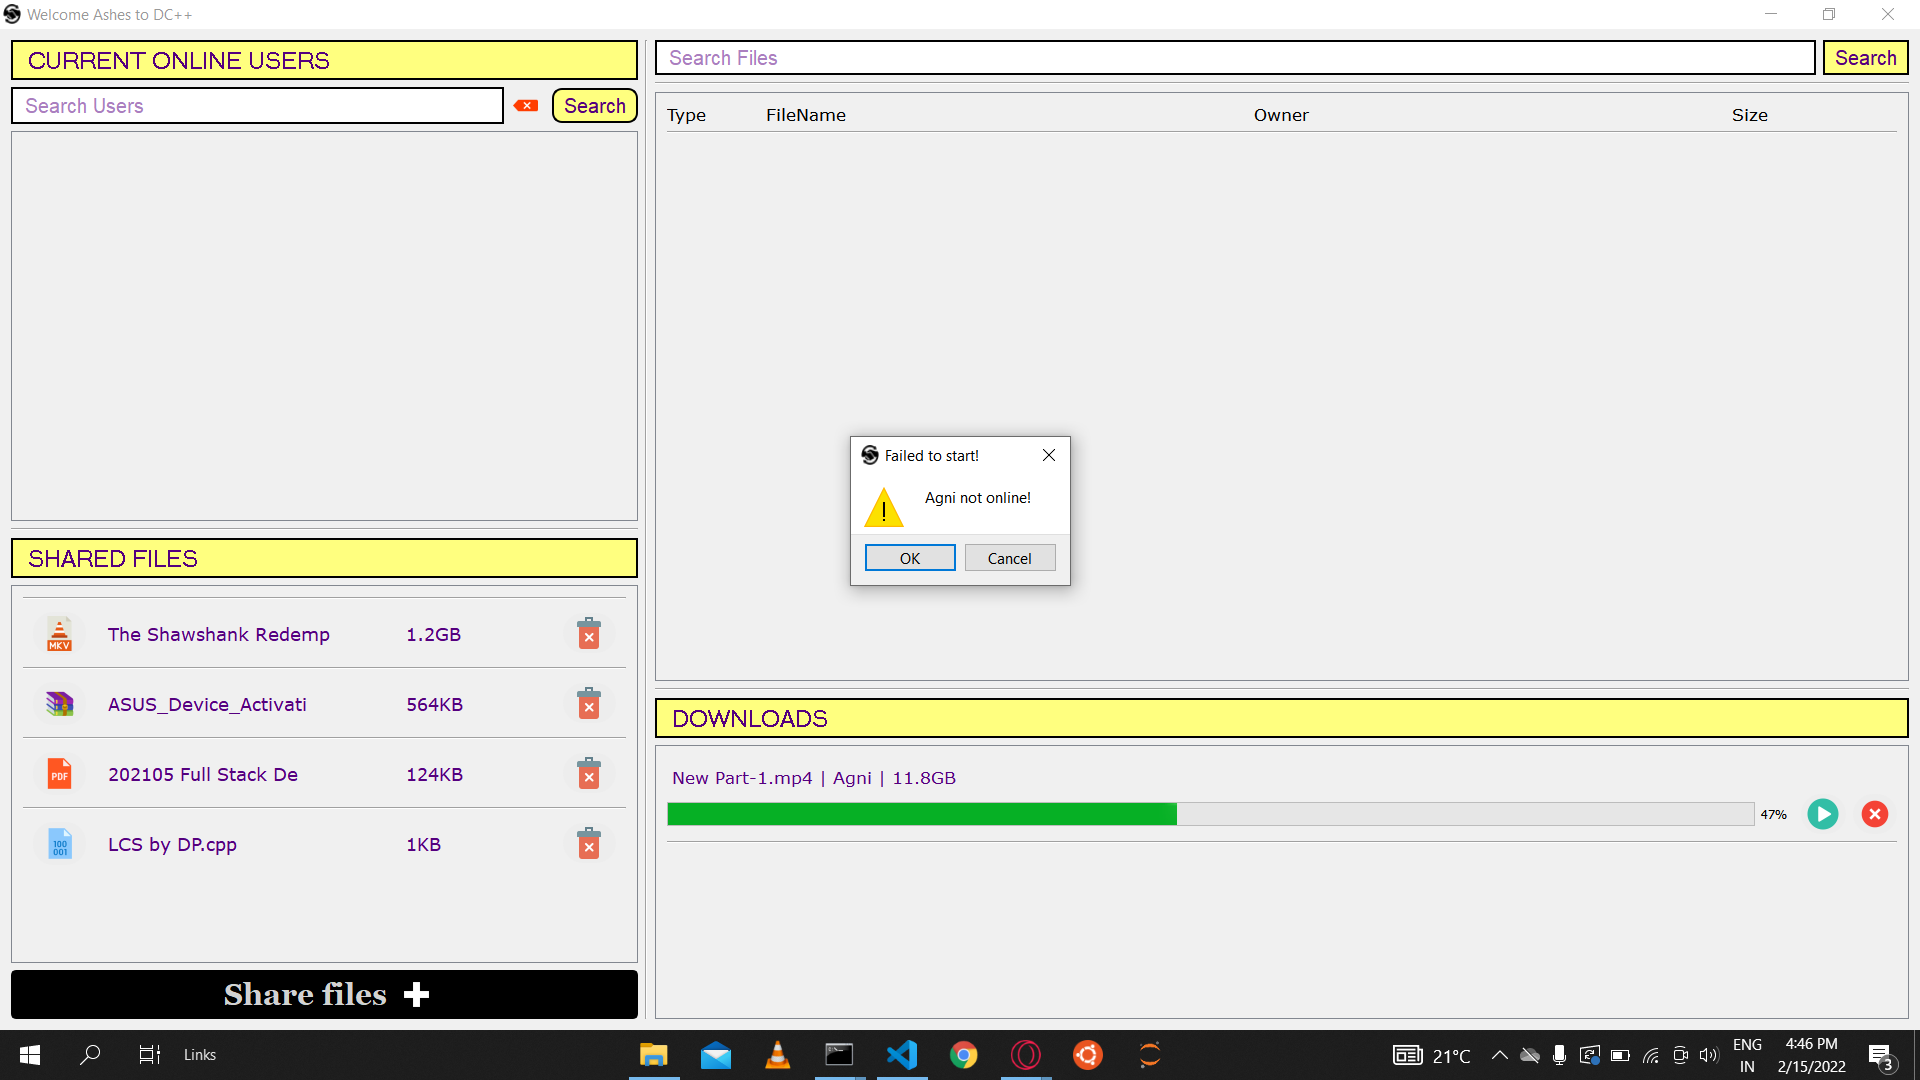 Welcome Ashes to DC++
CURRENT ONLINE USERS
Search Users
Search
Search Files
Search
Type FileName Owner Size
Failed to start!
Agni not online!
OK Cancel
SHARED FILES
MKV The Shawshank Redemp 1.2GB
ASUS_Device_Activati 564KB
PDF 202105 Full Stack De 124KB
100 001 LCS by DP.cpp 1KB
Share files
DOWNLOADS
New Part-1.mp4 | Agni | 11.8GB
47%
Links
21°C
ENG
IN
4:46 PM
2/15/2022
3